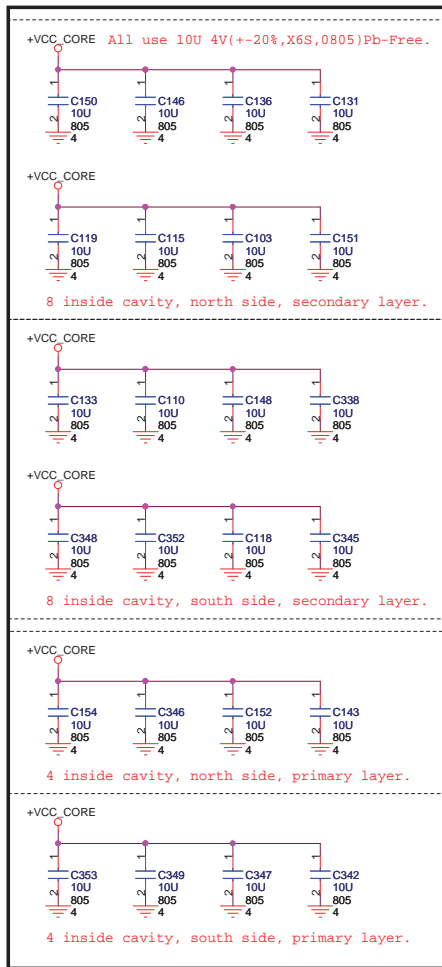 +VCC_CORE All use 10U 4V(+-20%,X6S,0805)Pb-Free.
1 1 1 1
C150 C146 C136 C131
10U 10U 10U 10U
2 805 2 805 2 805 2 805
4 4 4 4
+VCC_CORE
1 1 1 1
C119 C115 C103 C151
10U 10U 10U 10U
2 805 2 805 2 805 2 805
4 4 4 4
8 inside cavity, north side, secondary layer.
+VCC_CORE
1 1 1 1
C133 C110 C148 C338
10U 10U 10U 10U
2 805 2 805 2 805 2 805
4 4 4 4
+VCC_CORE
1 1 1 1
C348 C352 C118 C345
10U 10U 10U 10U
2 805 2 805 2 805 2 805
4 4 4 4
8 inside cavity, south side, secondary layer.
+VCC_CORE
1 1 1 1
C154 C346 C152 C143
10U 10U 10U 10U
2 805 2 805 2 805 2 805
4 4 4 4
4 inside cavity, north side, primary layer.
+VCC_CORE
1 1 1 1
C353 C349 C347 C342
10U 10U 10U 10U
2 805 2 805 2 805 2 805
4 4 4 4
4 inside cavity, south side, primary layer.